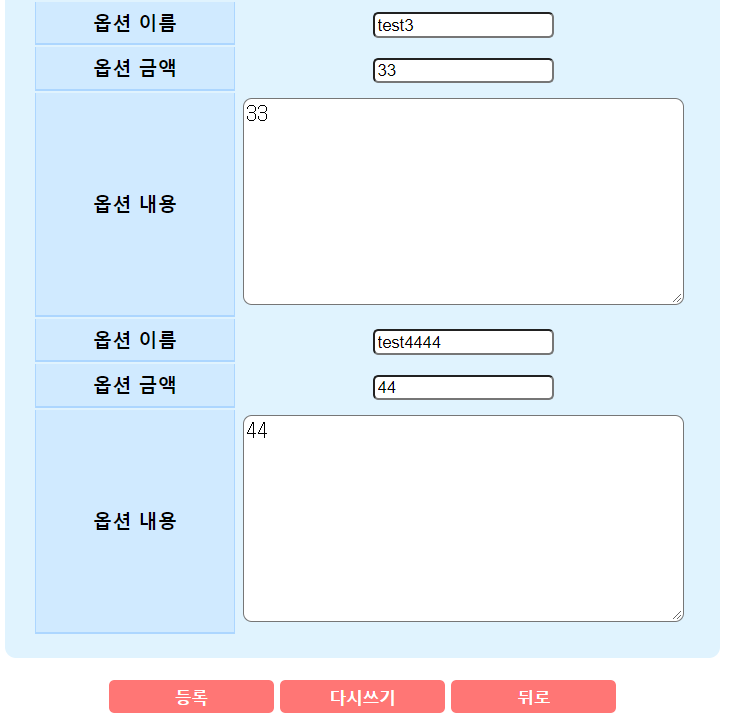 옵션 이름 test3
옵션 금액 33
옵션 내용 33
옵션 이름 test4444
옵션 금액 44
옵션 내용 44
등록 다시쓰기 뒤로